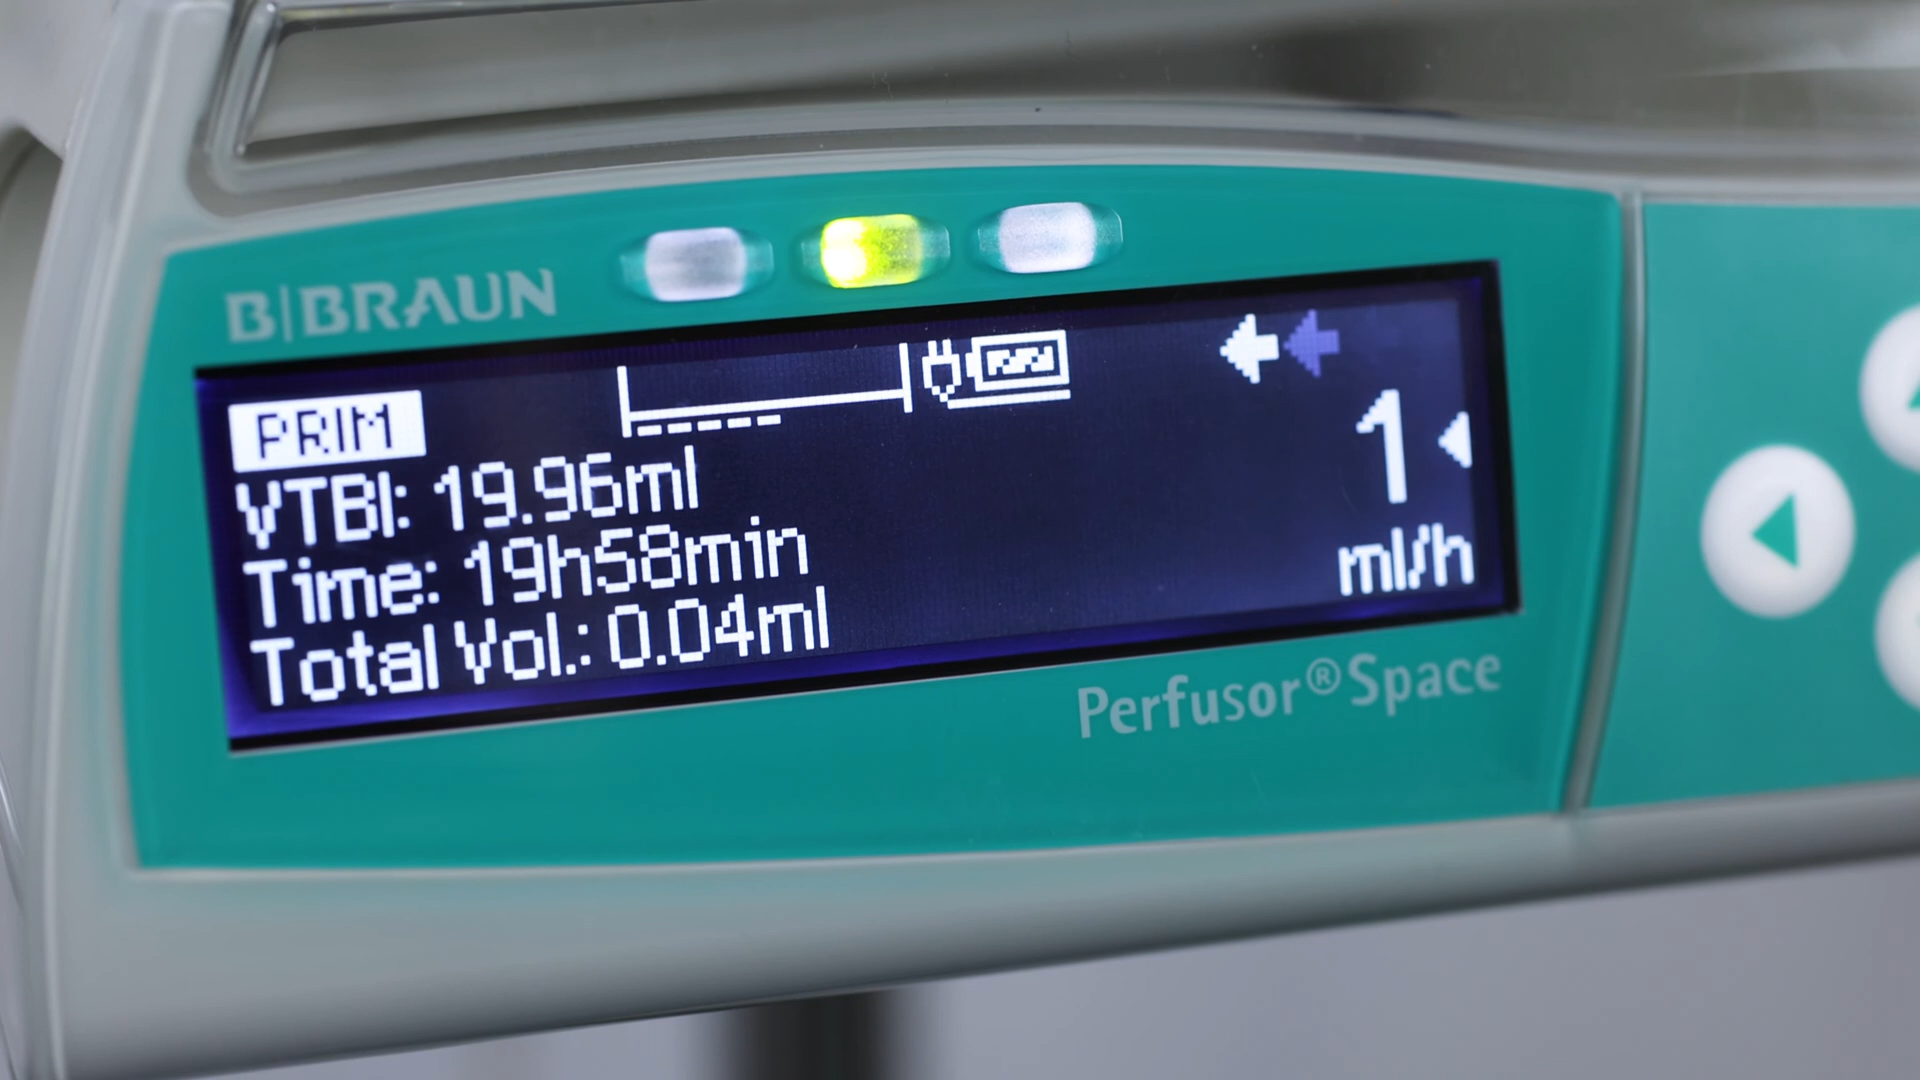 B|BRAUN
PRIM
VTBI: 19.96ml
Time: 19h58min
Total Vol.: 0.04ml
1
ml/h
Perfusor® Space